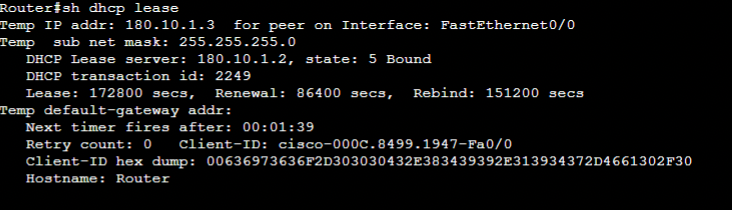 Router#sh dhcp lease
Temp IP addr: 180.10.1.3  for peer on Interface: FastEthernet0/0
Temp  sub net mask: 255.255.255.0
   DHCP Lease server: 180.10.1.2, state: 5 Bound
   DHCP transaction id: 2249
   Lease: 172800 secs,  Renewal: 86400 secs,  Rebind: 151200 secs
Temp default-gateway addr:
   Next timer fires after: 00:01:39
   Retry count: 0   Client-ID: cisco-000C.8499.1947-Fa0/0
   Client-ID hex dump: 00636973636F2D303030432E383439392E313934372D4661302F30
   Hostname: Router